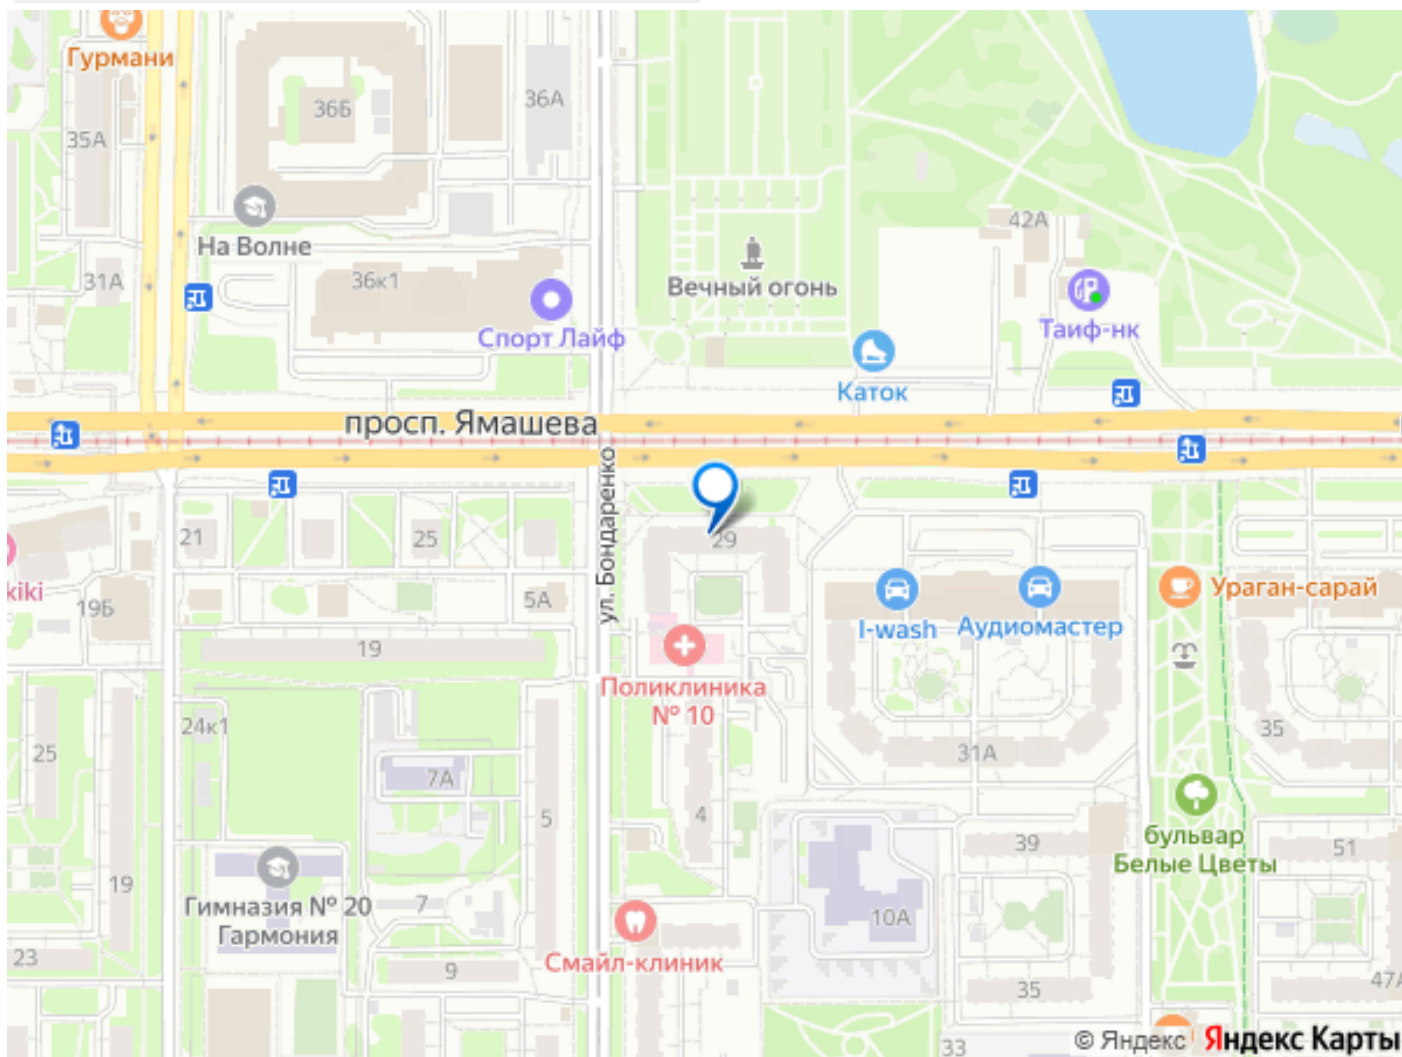 Гурмани
36Б
36А
35А
На Волне
42А
31А
36к1
Вечный огонь
Спорт Лайф
Таиф-нк
Каток
просп. Ямашева
ул. Бондаренко
21
25
29
kiki
19Б
5А
I-wash
Аудиомастер
Ураган-сарай
19
Поликлиника
№ 10
24к1
25
7А
31А
35
5
4
39
бульвар
Белые Цветы
51
19
Гимназия № 20
Гармония
7
10А
23
9
Смайл-клиник
35
47А
33
© Яндекс Яндекс Карты